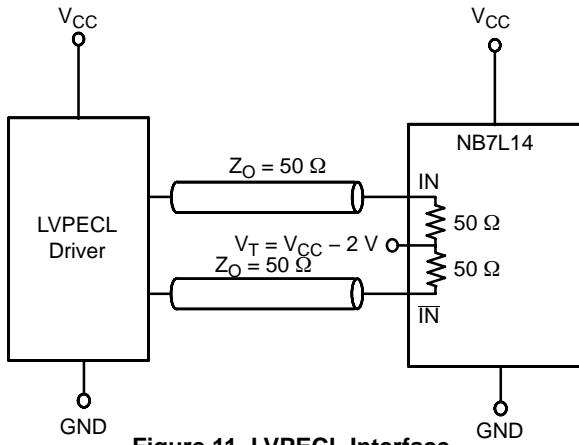 V_CC
V_CC
NB7L14
Z_O = 50 Ω
IN
LVPECL
Driver
50 Ω
V_T = V_CC – 2 V
50 Ω
Z_O = 50 Ω
I̅N̅
GND
GND
Figure 11. LVPECL Interface